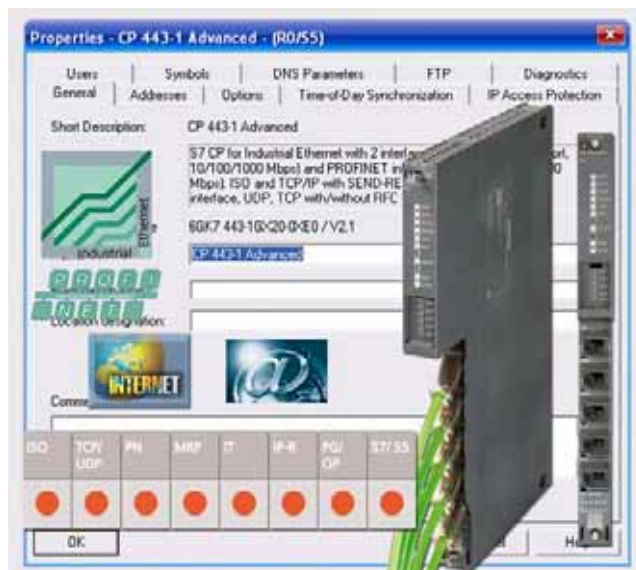 Properties - CP 443-1 Advanced - (R0/S5)
Users Symbols DNS Parameters FTP Diagnostics
General Addresses Options Time-of-Day Synchronization IP Access Protection
Short Description: CP 443-1 Advanced
S7 CP for Industrial Ethernet with 2
10/100/1000 Mbps) and PROFINET
Mbps). ISO and TCP/IP with SEND-RE
interface, UDP, TCP with/without RFC
6GK7 443-1GX20-0XE0 / V2.1
Industrial
Ethernet
CP 443-1 Advanced
PROFI
NET
designation:
INTERNET
@
ISO TCP/ PN MRP IT IP-R PG/ S7/S5
UDP OP
OK